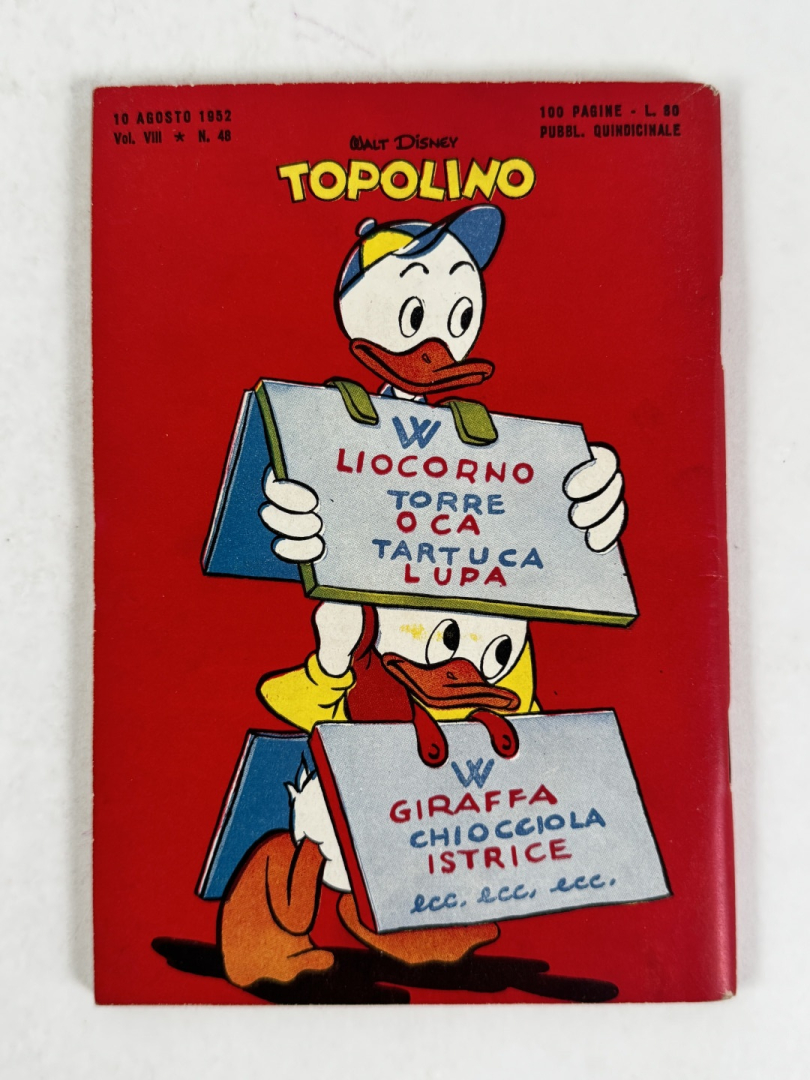 10 AGOSTO 1952
Vol. VIII ★ N. 48
100 PAGINE - L. 80
PUBBL. QUINDICINALE
WALT DISNEY
TOPOLINO
W
LIOCORNO
TORRE
OCA
TARTUCA
LUPA
W
GIRAFFA
CHIOCCIOLA
ISTRICE
ecc. ecc. ecc.